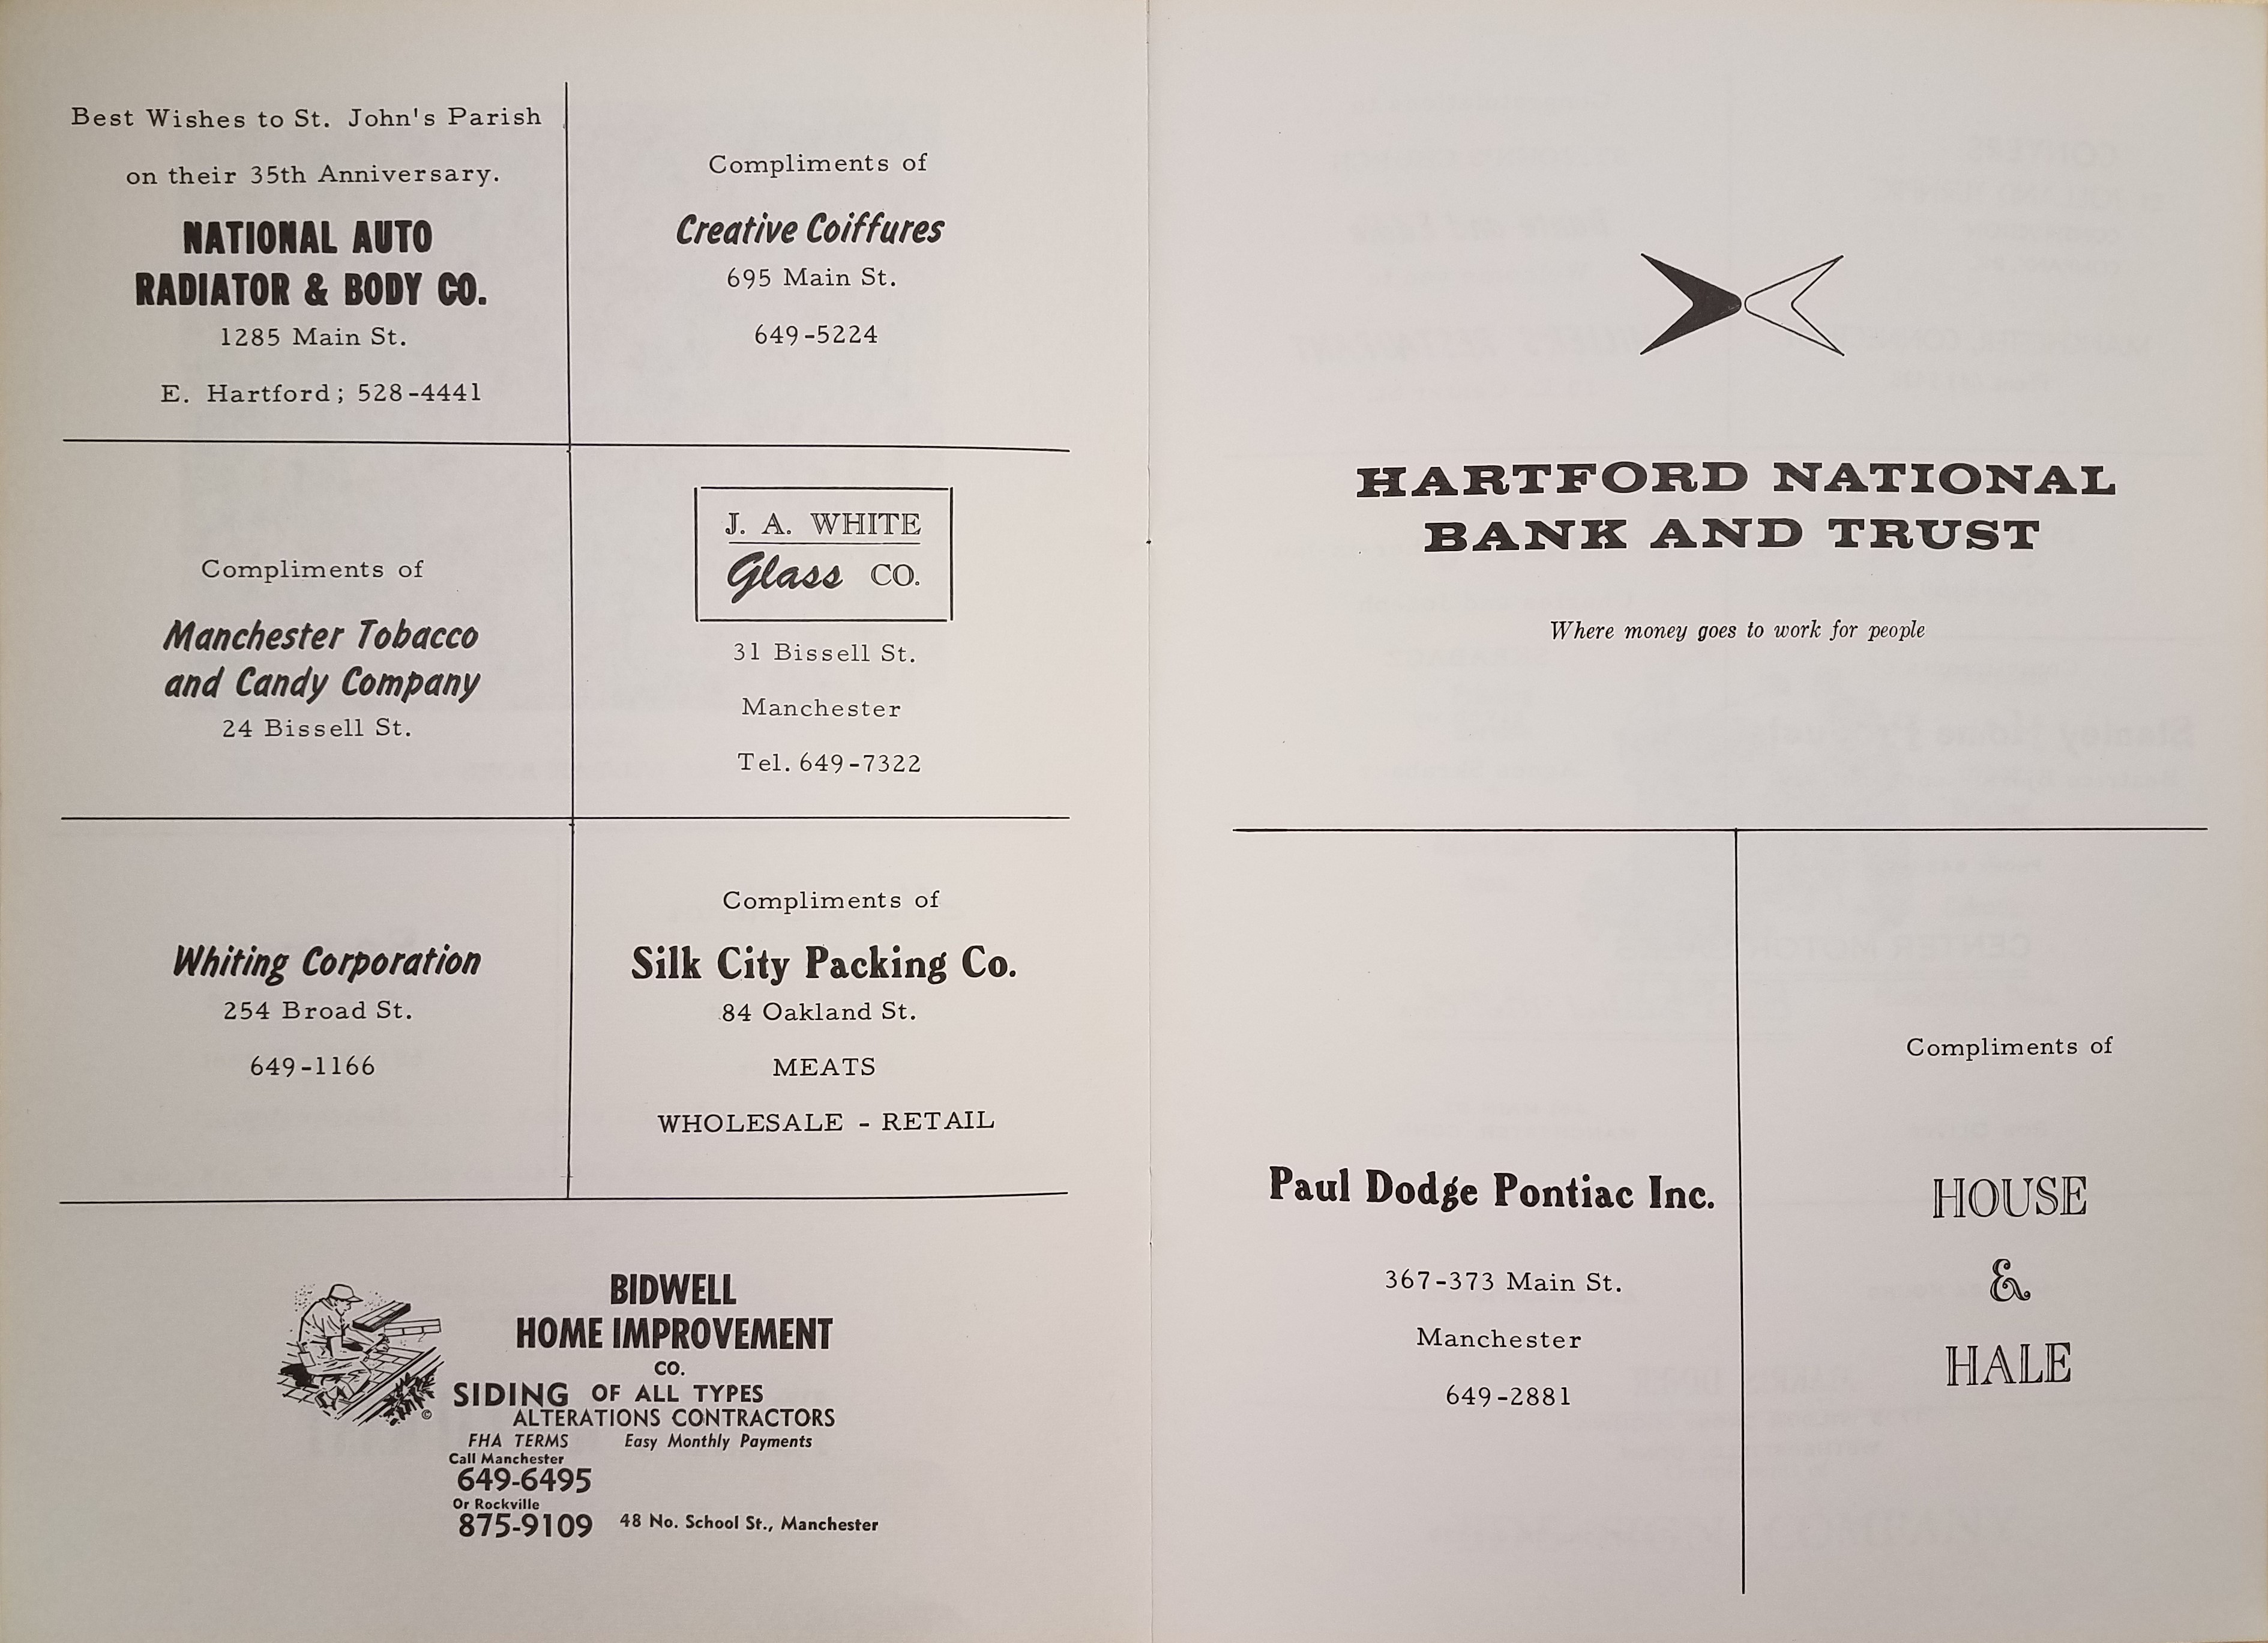 Best Wishes to St. John's Parish
on their 35th Anniversary.
NATIONAL AUTO
RADIATOR & BODY CO.
1285 Main St.
E. Hartford; 528-4441
Compliments of
Creative Coiffures
695 Main St.
649-5224
Compliments of
Manchester Tobacco
and Candy Company
24 Bissell St.
J. A. WHITE
Glass CO.
31 Bissell St.
Manchester
Tel. 649-7322
Whiting Corporation
254 Broad St.
649-1166
Compliments of
Silk City Packing Co.
84 Oakland St.
MEATS
WHOLESALE - RETAIL
BIDWELL
HOME IMPROVEMENT
CO.
SIDING OF ALL TYPES
ALTERATIONS CONTRACTORS
FHA TERMS Easy Monthly Payments
Call Manchester
649-6495
Or Rockville
875-9109 48 No. School St., Manchester
©
HARTFORD NATIONAL
BANK AND TRUST
Where money goes to work for people
Paul Dodge Pontiac Inc.
367-373 Main St.
Manchester
649-2881
Compliments of
HOUSE
&
HALE